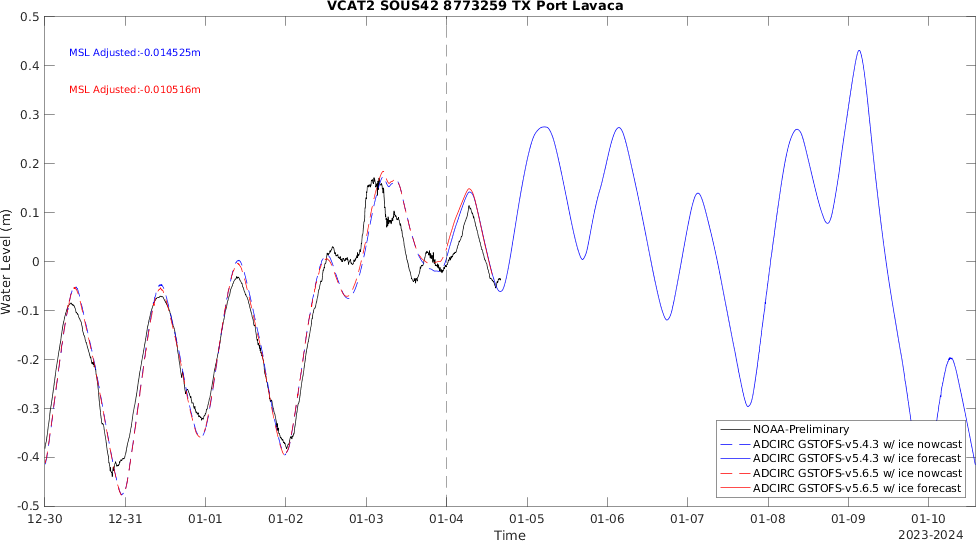 VCAT2 SOUS42 8773259 TX Port Lavaca
MSL Adjusted:-0.014525m
MSL Adjusted:-0.010516m
Water Level (m)
0.5
0.4
0.3
0.2
0.1
0
-0.1
-0.2
-0.3
-0.4
-0.5
NOAA-Preliminary
ADCIRC GSTOFS-v5.4.3 w/ ice nowcast
ADCIRC GSTOFS-v5.4.3 w/ ice forecast
ADCIRC GSTOFS-v5.6.5 w/ ice nowcast
ADCIRC GSTOFS-v5.6.5 w/ ice forecast
12-30 12-31 01-01 01-02 01-03 01-04 01-05 01-06 01-07 01-08 01-09 01-10
Time
2023-2024